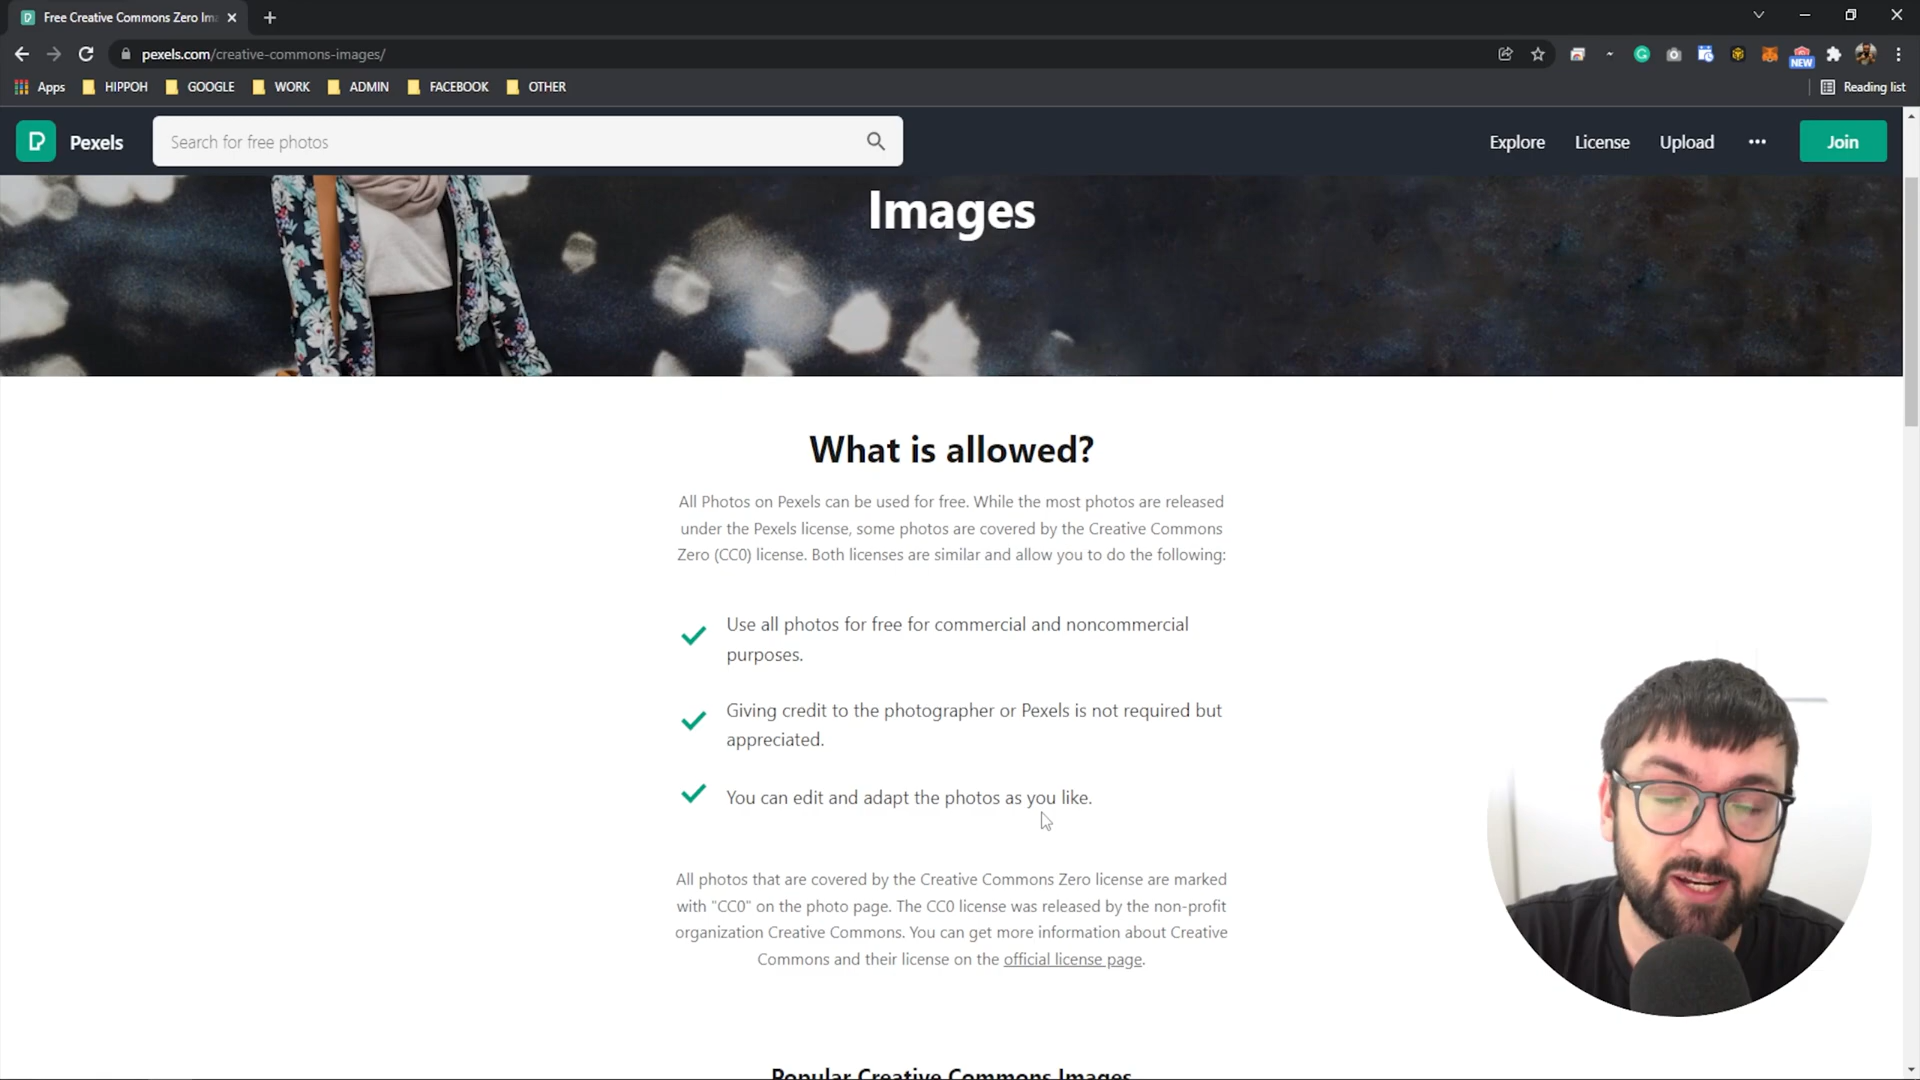 Free Creative Commons Zero Im
pexels.com/creative-commons-images/
NEW
Apps
HIPPOH
GOOGLE
WORK
ADMIN
FACEBOOK
OTHER
Reading list
Pexels
Search for free photos
Explore
License
Upload
Join
Images
What is allowed?
All Photos on Pexels can be used for free. While the most photos are released
under the Pexels license, some photos are covered by the Creative Commons
Zero (CC0) license. Both licenses are similar and allow you to do the following:
Use all photos for free for commercial and noncommercial
purposes.
Giving credit to the photographer or Pexels is not required but
appreciated.
You can edit and adapt the photos as you like.
All photos that are covered by the Creative Commons Zero license are marked
with "CC0" on the photo page. The CC0 license was released by the non-profit
organization Creative Commons. You can get more information about Creative
Commons and their license on the official license page.
Popular Creative Commons Images